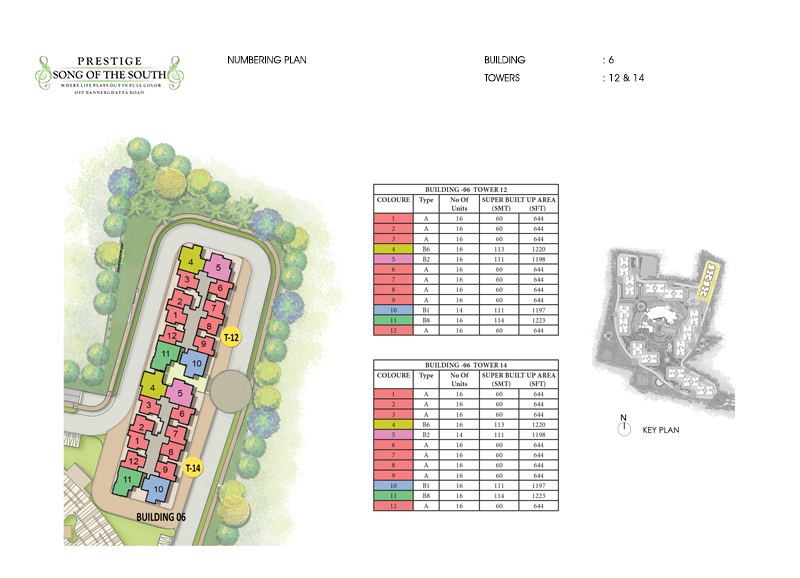 PRESTIGE
SONG OF THE SOUTH
WHERE LIFE PLAYS OUT IN FULL COLOR
OFF BANNERGHATTA ROAD
NUMBERING PLAN
BUILDING : 6
TOWERS : 12 & 14
BUILDING -06 TOWER 12
COLOURE Type No Of Units SUPER BUILT UP AREA (SMT) (SFT)
1 A 16 60 644
2 A 16 60 644
3 A 16 60 644
4 B6 16 113 1220
5 B2 16 111 1198
6 A 16 60 644
7 A 16 60 644
8 A 16 60 644
9 A 16 60 644
10 B1 14 111 1197
11 B8 16 114 1223
12 A 16 60 644
BUILDING -06 TOWER 14
COLOURE Type No Of Units SUPER BUILT UP AREA (SMT) (SFT)
1 A 16 60 644
2 A 16 60 644
3 A 16 60 644
4 B6 16 113 1220
5 B2 14 111 1198
6 A 16 60 644
7 A 16 60 644
8 A 16 60 644
9 A 16 60 644
10 B1 16 111 1197
11 B8 16 114 1223
12 A 16 60 644
4 5
3 6
2 7
1 8
12 9
T-12
11 10
4 5
3 6
2 7
1 8
12 9
T-14
11 10
BUILDING 06
N
KEY PLAN